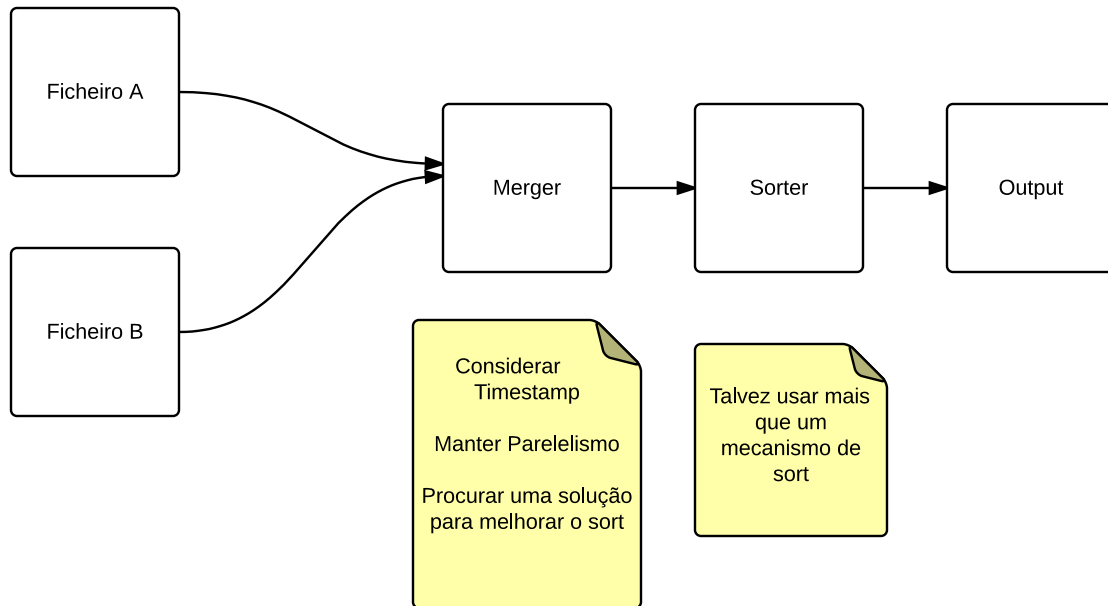 Ficheiro A
Ficheiro B
Merger
Sorter
Output
Considerar
Timestamp
Manter Parelelismo
Procurar uma solução
para melhorar o sort
Talvez usar mais
que um
mecanismo de
sort